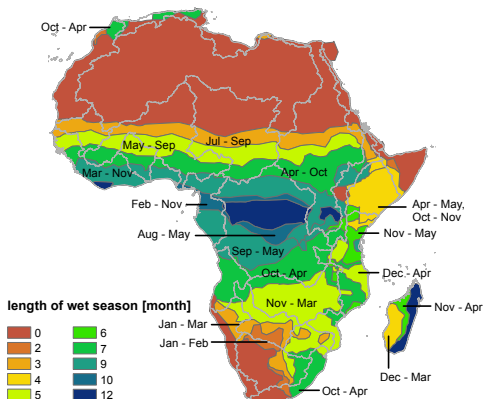 Oct - Apr
Jul - Sep
May - Sep
Mar - Nov
Apr - Oct
Feb - Nov
Apr - May,
Oct - Nov
Aug - May
Nov - May
Sep - May
Oct - Apr
Dec - Apr
Nov - Mar
Nov - Apr
Jan - Mar
Jan - Feb
Dec - Mar
Oct - Apr
length of wet season [month]
0
2
3
4
5
6
7
9
10
12